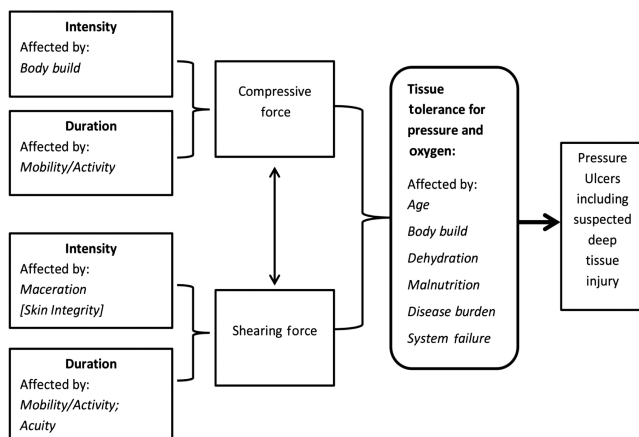 Intensity
Affected by:
Body build
Duration
Affected by:
Mobility/Activity
Intensity
Affected by:
Maceration
[Skin Integrity]
Duration
Affected by:
Mobility/Activity;
Acuity
Compressive
force
Shearing force
Tissue
tolerance for
pressure and
oxygen:
Affected by:
Age
Body build
Dehydration
Malnutrition
Disease burden
System failure
Pressure
Ulcers
including
suspected
deep
tissue
injury